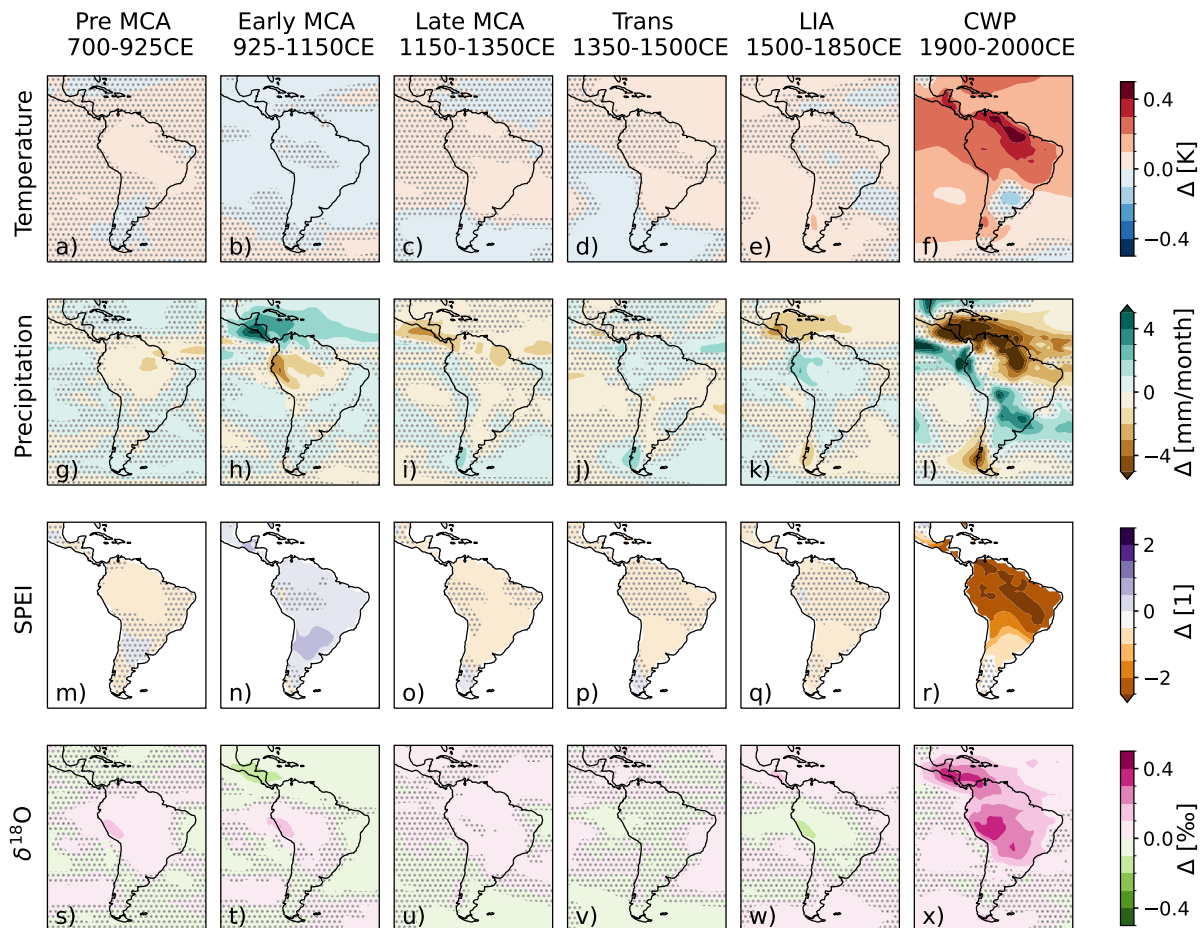 Pre MCA
700-925CE
Early MCA
925-1150CE
Late MCA
1150-1350CE
Trans
1350-1500CE
LIA
1500-1850CE
CWP
1900-2000CE
Temperature
a)
b)
c)
d)
e)
f)
0.4
0.0
−0.4
Δ [K]
Precipitation
g)
h)
i)
j)
k)
l)
4
0
−4
Δ [mm/month]
SPEI
m)
n)
o)
p)
q)
r)
2
0
−2
Δ [1]
δ¹⁸O
s)
t)
u)
v)
w)
x)
0.4
0.0
−0.4
Δ [‰]